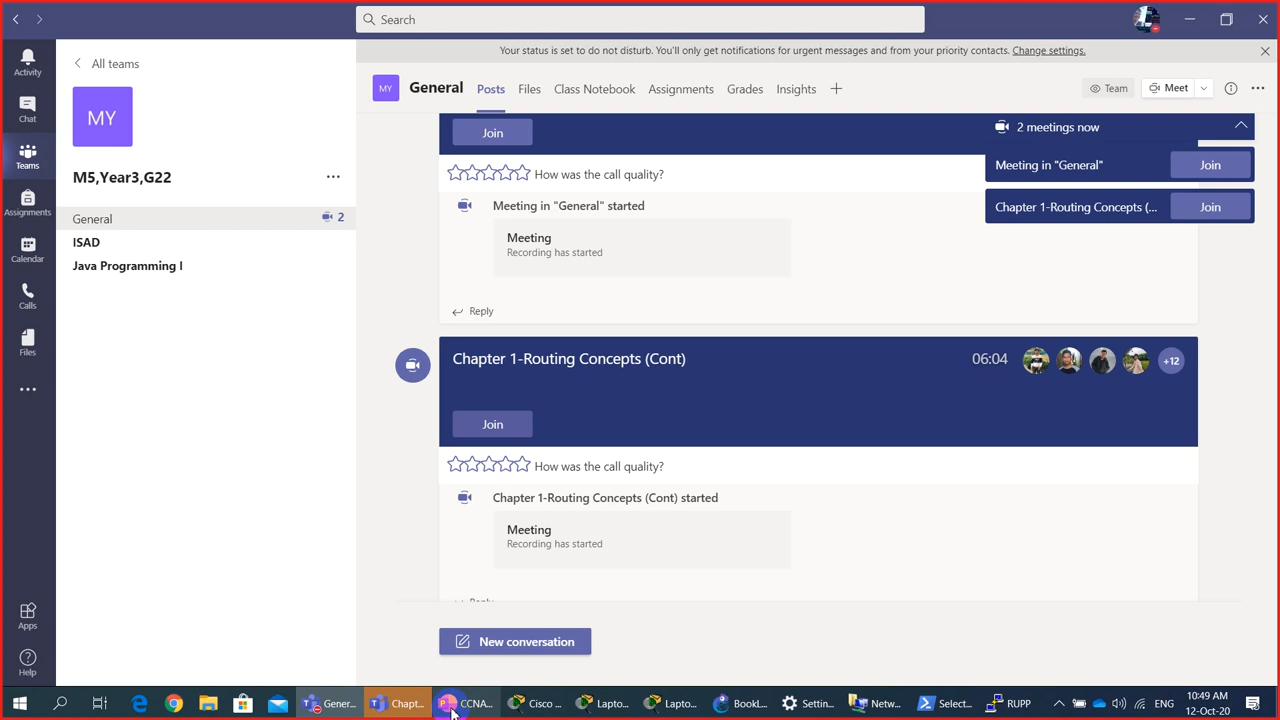 Search
Your status is set to do not disturb. You'll only get notifications for urgent messages and from your priority contacts. Change settings.
Activity
Chat
Teams
Assignments
Calendar
Calls
Files
Apps
Help
All teams
MY
M5,Year3,G22
General
2
ISAD
Java Programming I
MY
General
Posts
Files
Class Notebook
Assignments
Grades
Insights
Team
Meet
2 meetings now
Meeting in "General"
Join
Chapter 1-Routing Concepts (...
Join
Join
How was the call quality?
Meeting in "General" started
Meeting
Recording has started
Reply
Chapter 1-Routing Concepts (Cont)
06:04
+12
Join
How was the call quality?
Chapter 1-Routing Concepts (Cont) started
Meeting
Recording has started
New conversation
Gener...
Chapt...
CCNA...
Cisco ...
Lapto...
Lapto...
BookL...
Settin...
Netw...
Select...
RUPP
ENG
10:49 AM
12-Oct-20